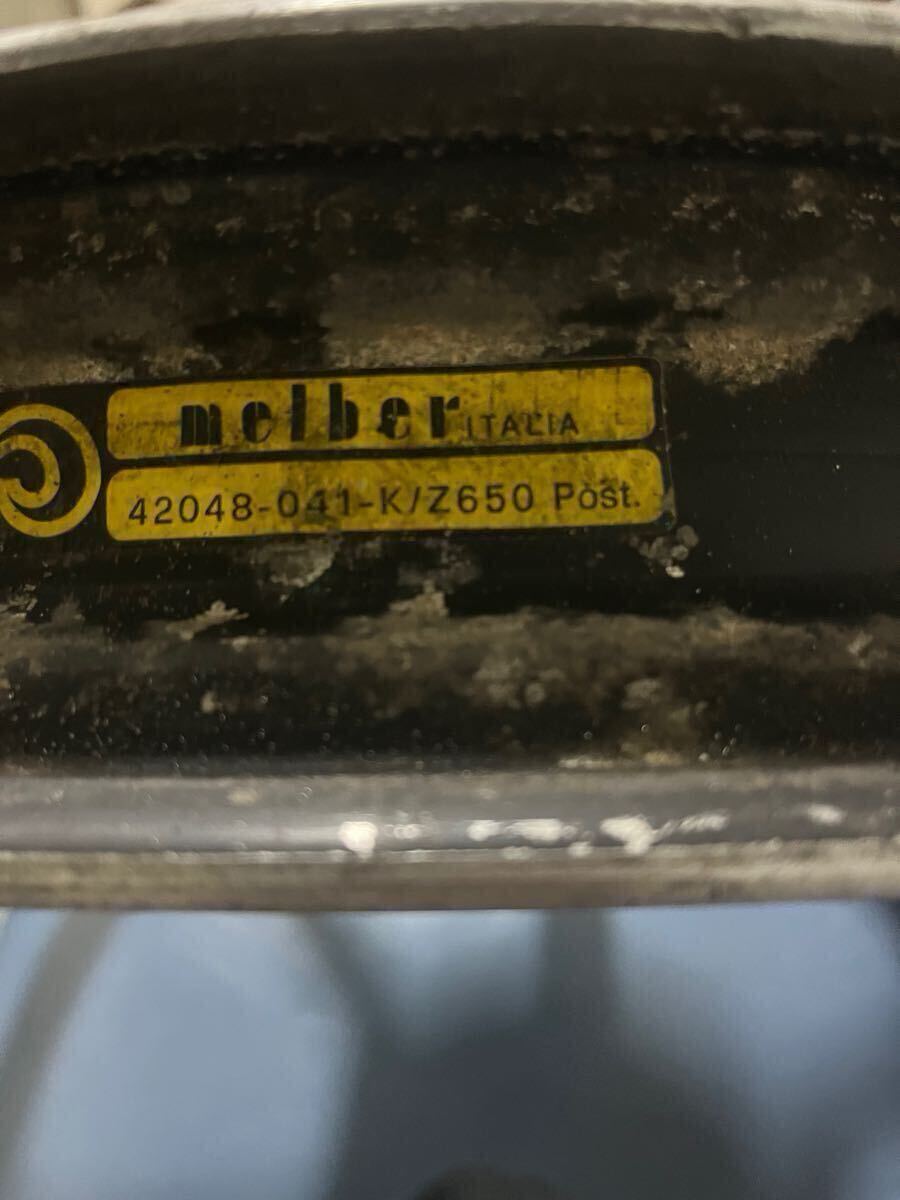 melber ITALIA
42048-041-K/Z650 Post.